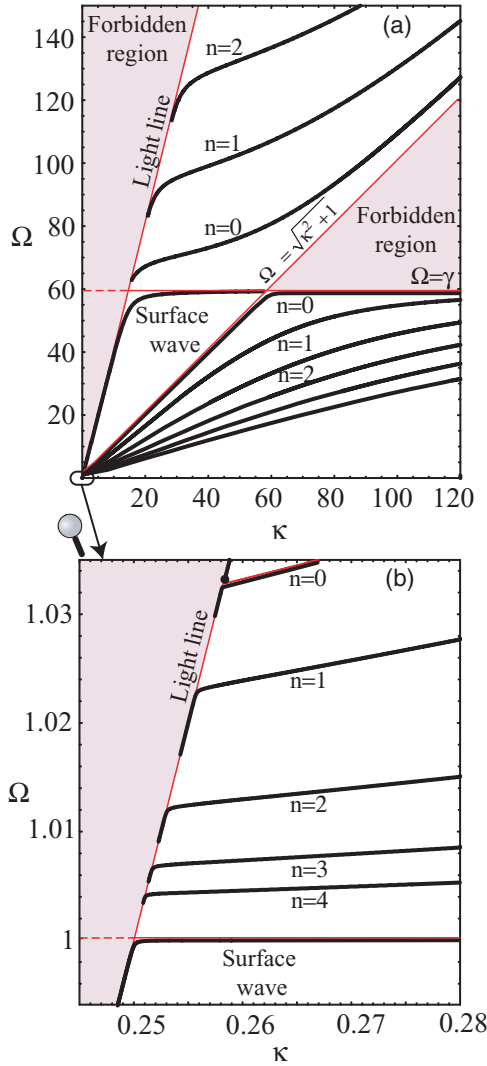 (a)
140
120
100
80
60
40
20
Ω
Forbidden
region
Light line
n=2
n=1
n=0
Ω = √κ² +1
Forbidden
region
Ω=γ
Surface
wave
n=0
n=1
n=2
20 40 60 80 100 120
κ
(b)
1.03
1.02
1.01
1
Ω
Light line
n=0
n=1
n=2
n=3
n=4
Surface
wave
0.25 0.26 0.27 0.28
κ